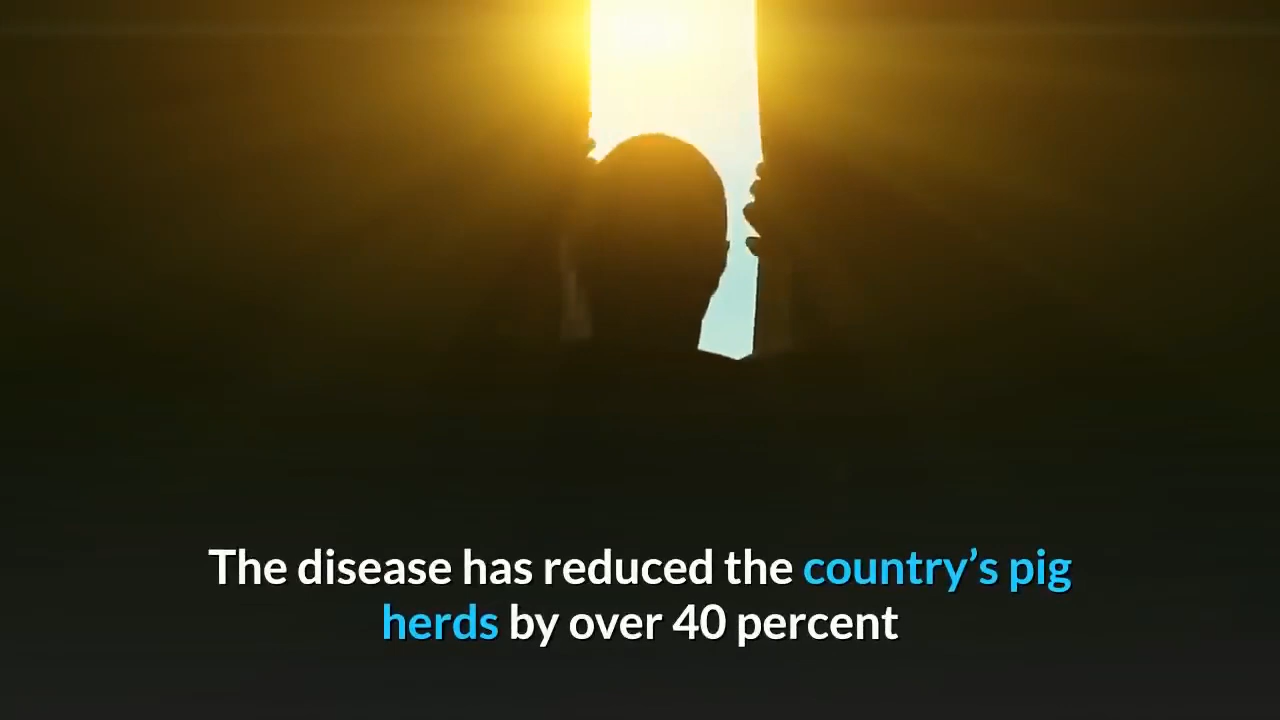 The disease has reduced the country’s pig
herds by over 40 percent